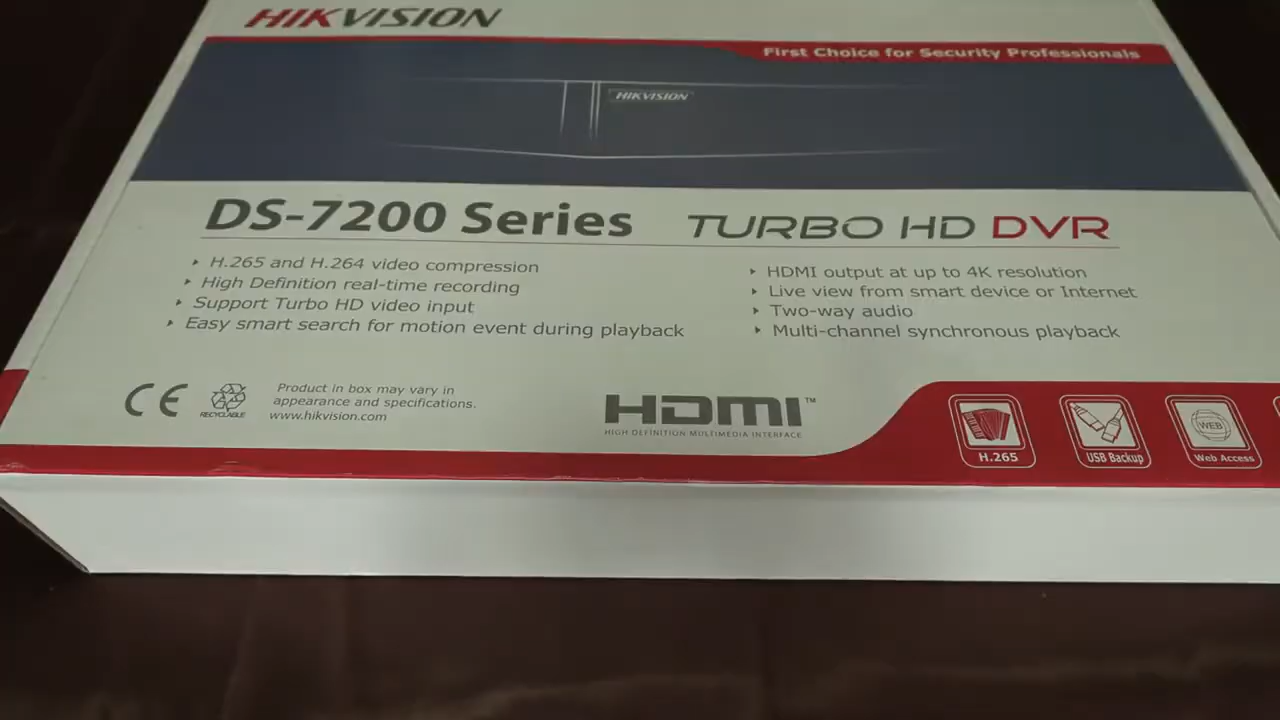 HIKVISION
First Choice for Security Professionals
HIKVISION
DS-7200 Series TURBO HD DVR
H.265 and H.264 video compression
High Definition real-time recording
Support Turbo HD video input
Easy smart search for motion event during playback
HDMI output at up to 4K resolution
Live view from smart device or Internet
Two-way audio
Multi-channel synchronous playback
CE
RECYCLABLE
Product in box may vary in
appearance and specifications.
www.hikvision.com
HDMI™
HIGH DEFINITION MULTIMEDIA INTERFACE
H.265
USB Backup
WEB
Web Access